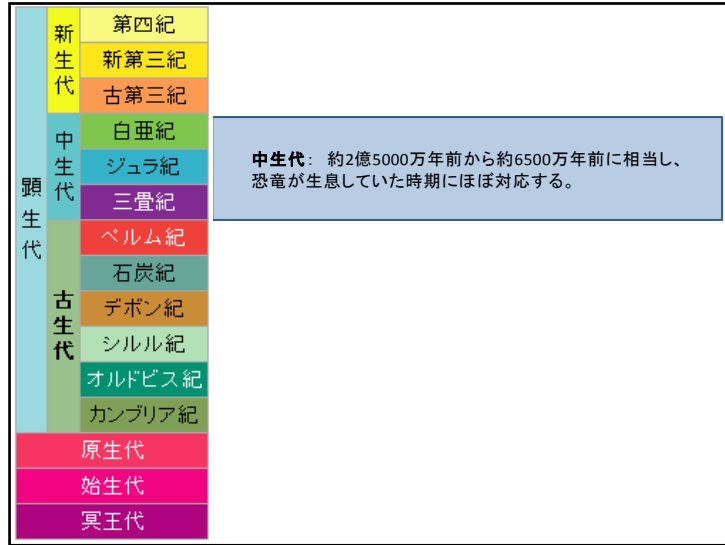 顕生代
新生代
第四紀
新第三紀
古第三紀
中生代
白亜紀
ジュラ紀
三畳紀
中生代： 約2億5000万年前から約6500万年前に相当し、
恐竜が生息していた時期にほぼ対応する。
古生代
ペルム紀
石炭紀
デボン紀
シルル紀
オルドビス紀
カンブリア紀
原生代
始生代
冥王代